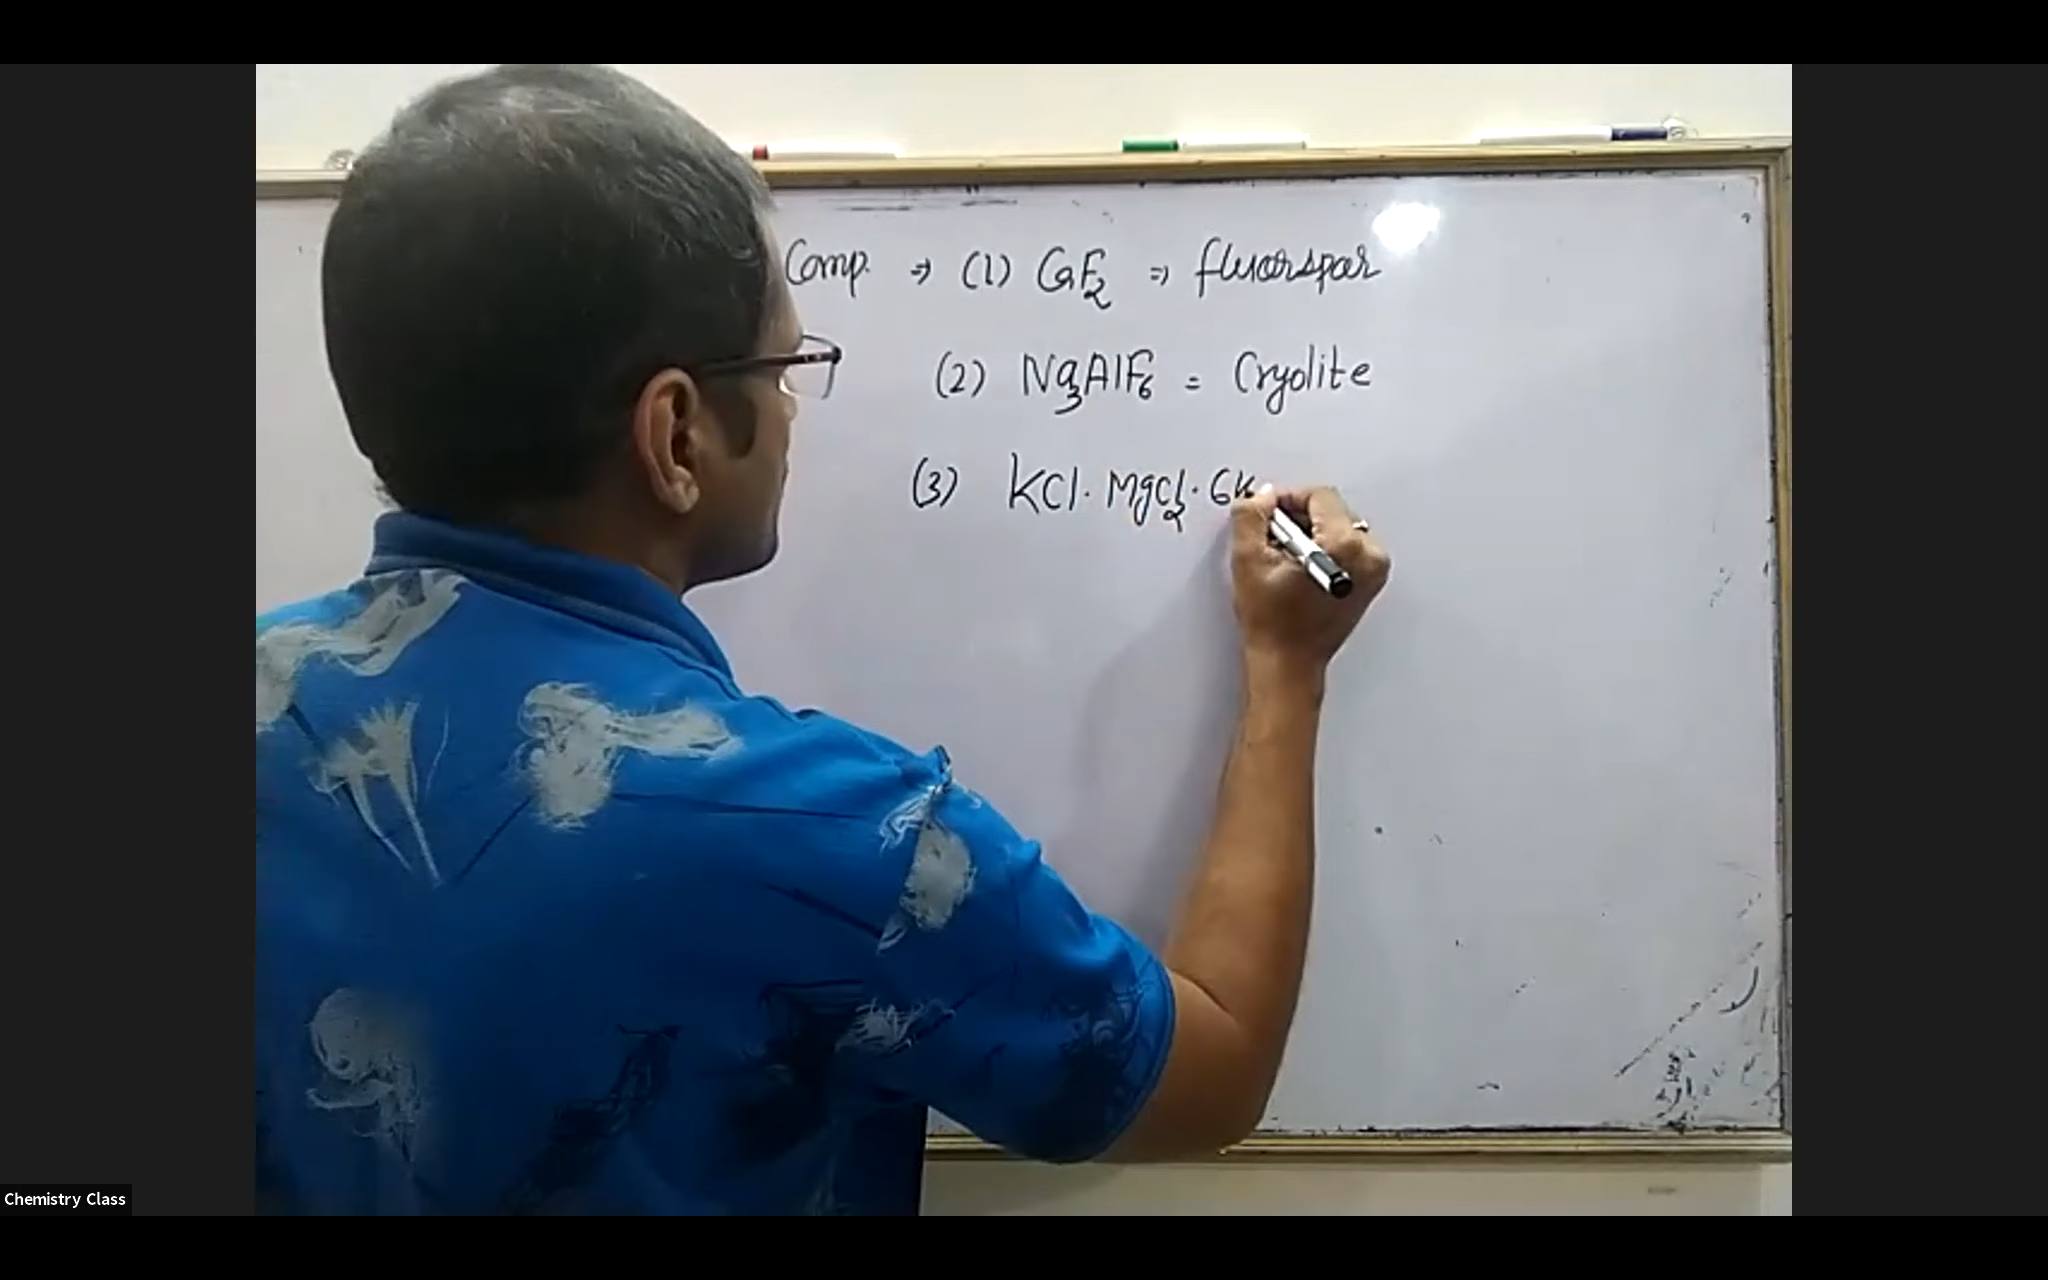 Comp. ⇒ (1) CaF₂ ⇒ fluorspar
(2) Na₃AlF₆ = Cryolite
(3) KCl. MgCl₂. 6
Chemistry Class